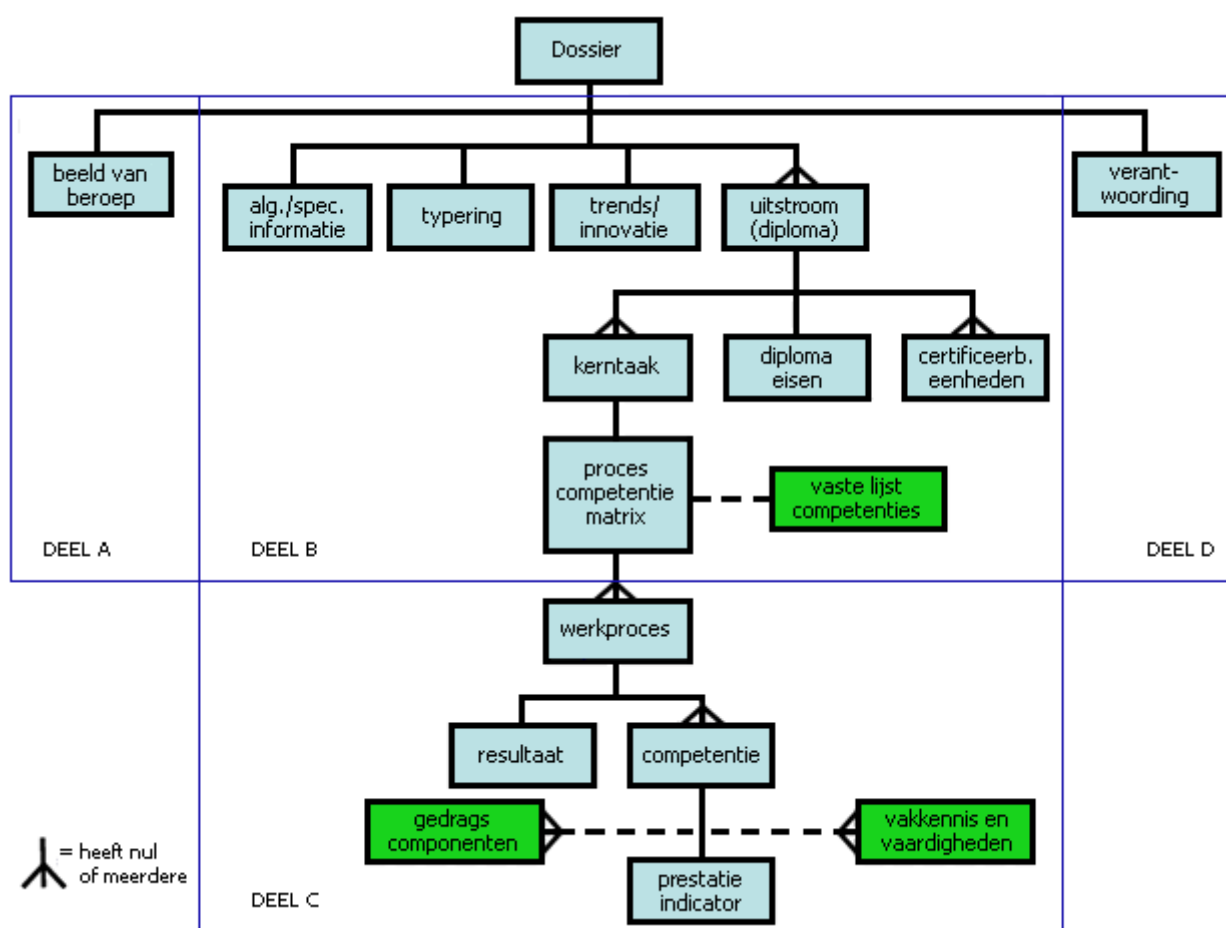 Dossier
beeld van
beroep
alg./spec.
informatie
typering
trends/
innovatie
uitstroom
(diploma)
verant-
woording
kerntaak
diploma
eisen
certificeerb.
eenheden
proces
competentie
matrix
vaste lijst
competenties
DEEL A
DEEL B
DEEL D
werkproces
resultaat
competentie
gedrags
componenten
vakkennis en
vaardigheden
= heeft nul
of meerdere
prestatie
indicator
DEEL C